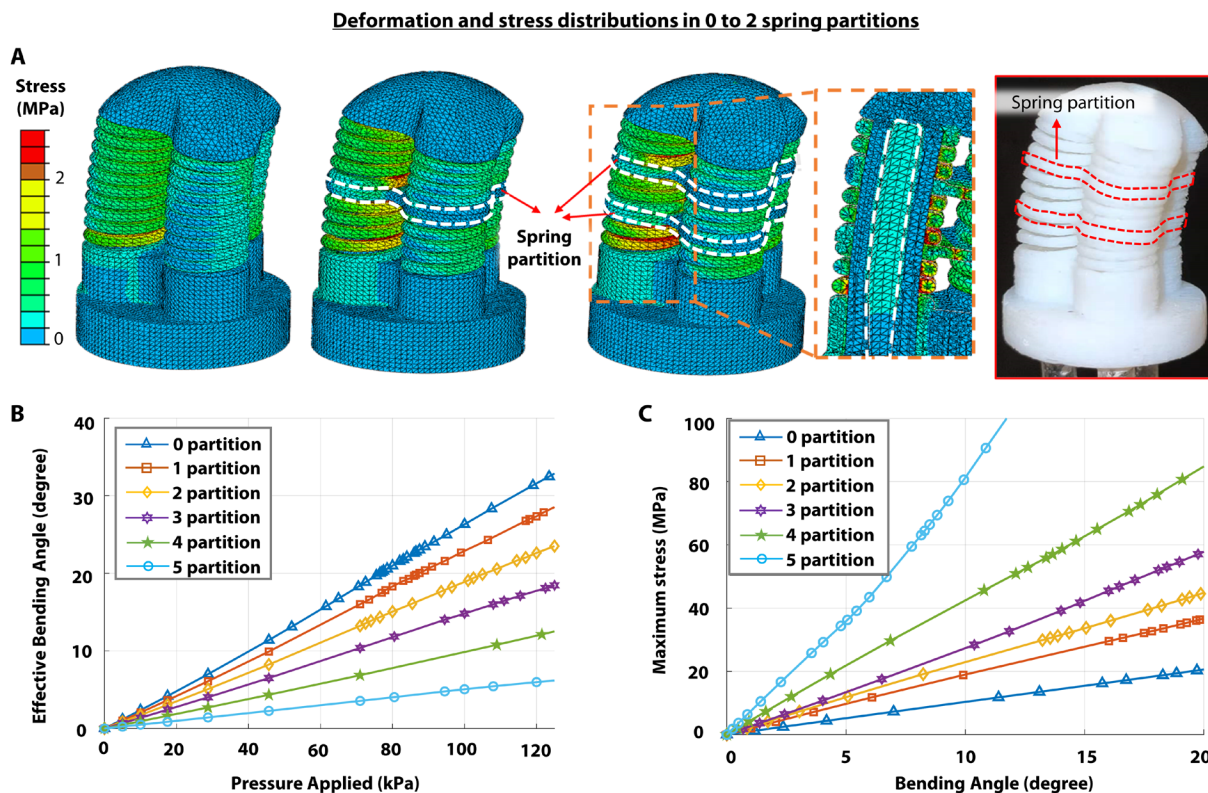 Deformation and stress distributions in 0 to 2 spring partitions
A
Stress
(MPa)
2
1
0
Spring
partition
Spring partition
B
40
30
20
10
0
0
20
40
60
80
100
120
Effective Bending Angle (degree)
Pressure Applied (kPa)
0 partition
1 partition
2 partition
3 partition
4 partition
5 partition
C
100
80
60
40
20
0
0
5
10
15
20
Maximum stress (MPa)
Bending Angle (degree)
0 partition
1 partition
2 partition
3 partition
4 partition
5 partition